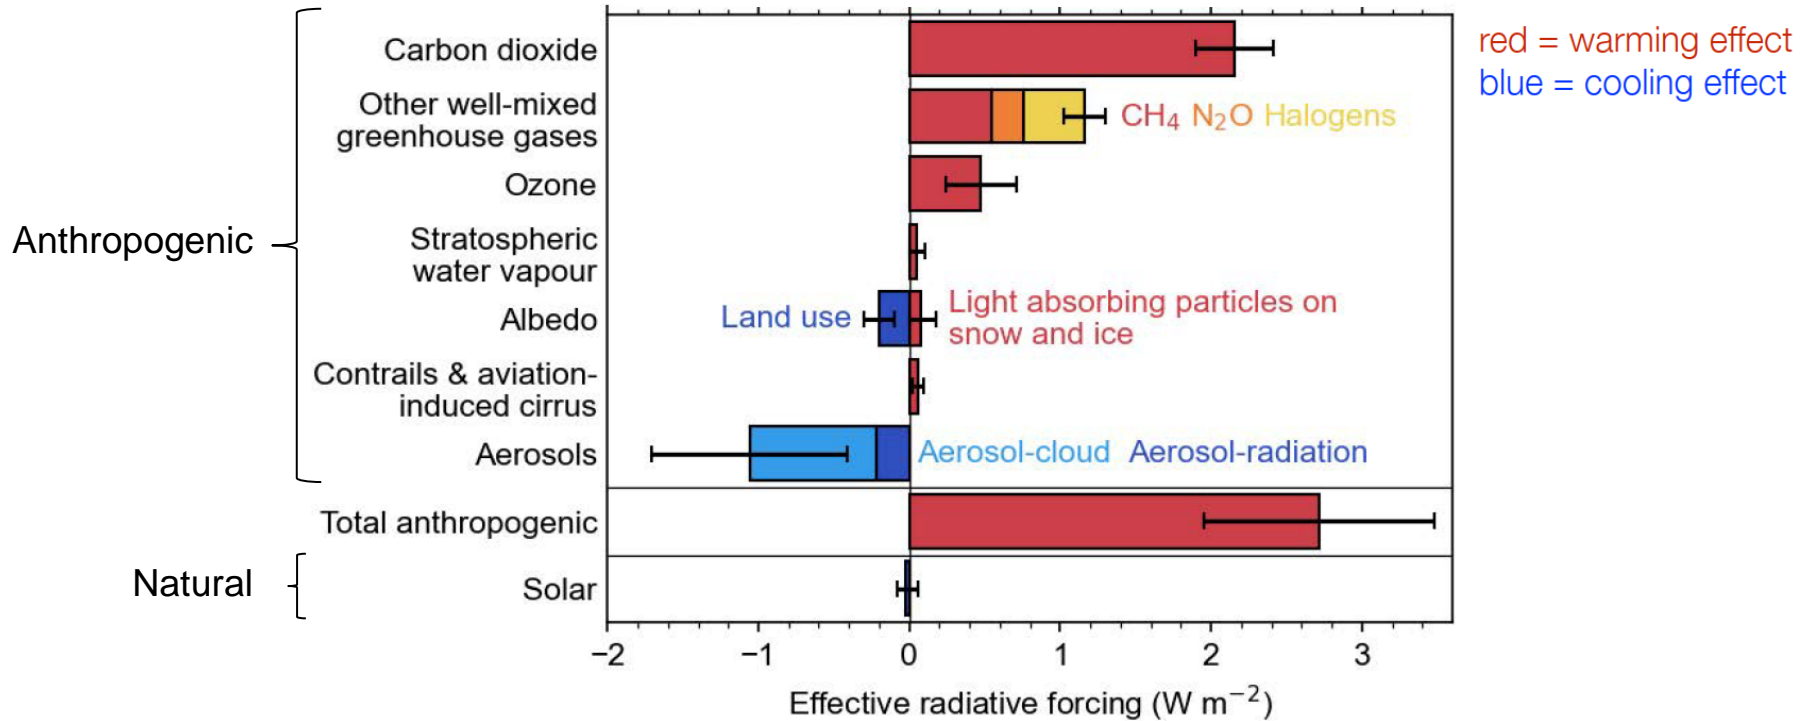 red = warming effect
blue = cooling effect
Anthropogenic
Carbon dioxide
Other well-mixed
greenhouse gases
CH₄ N₂O Halogens
Ozone
Stratospheric
water vapour
Albedo
Land use
Light absorbing particles on
snow and ice
Contrails & aviation-
induced cirrus
Aerosols
Aerosol-cloud Aerosol-radiation
Total anthropogenic
Natural
Solar
−2 −1 0 1 2 3
Effective radiative forcing (W m⁻²)